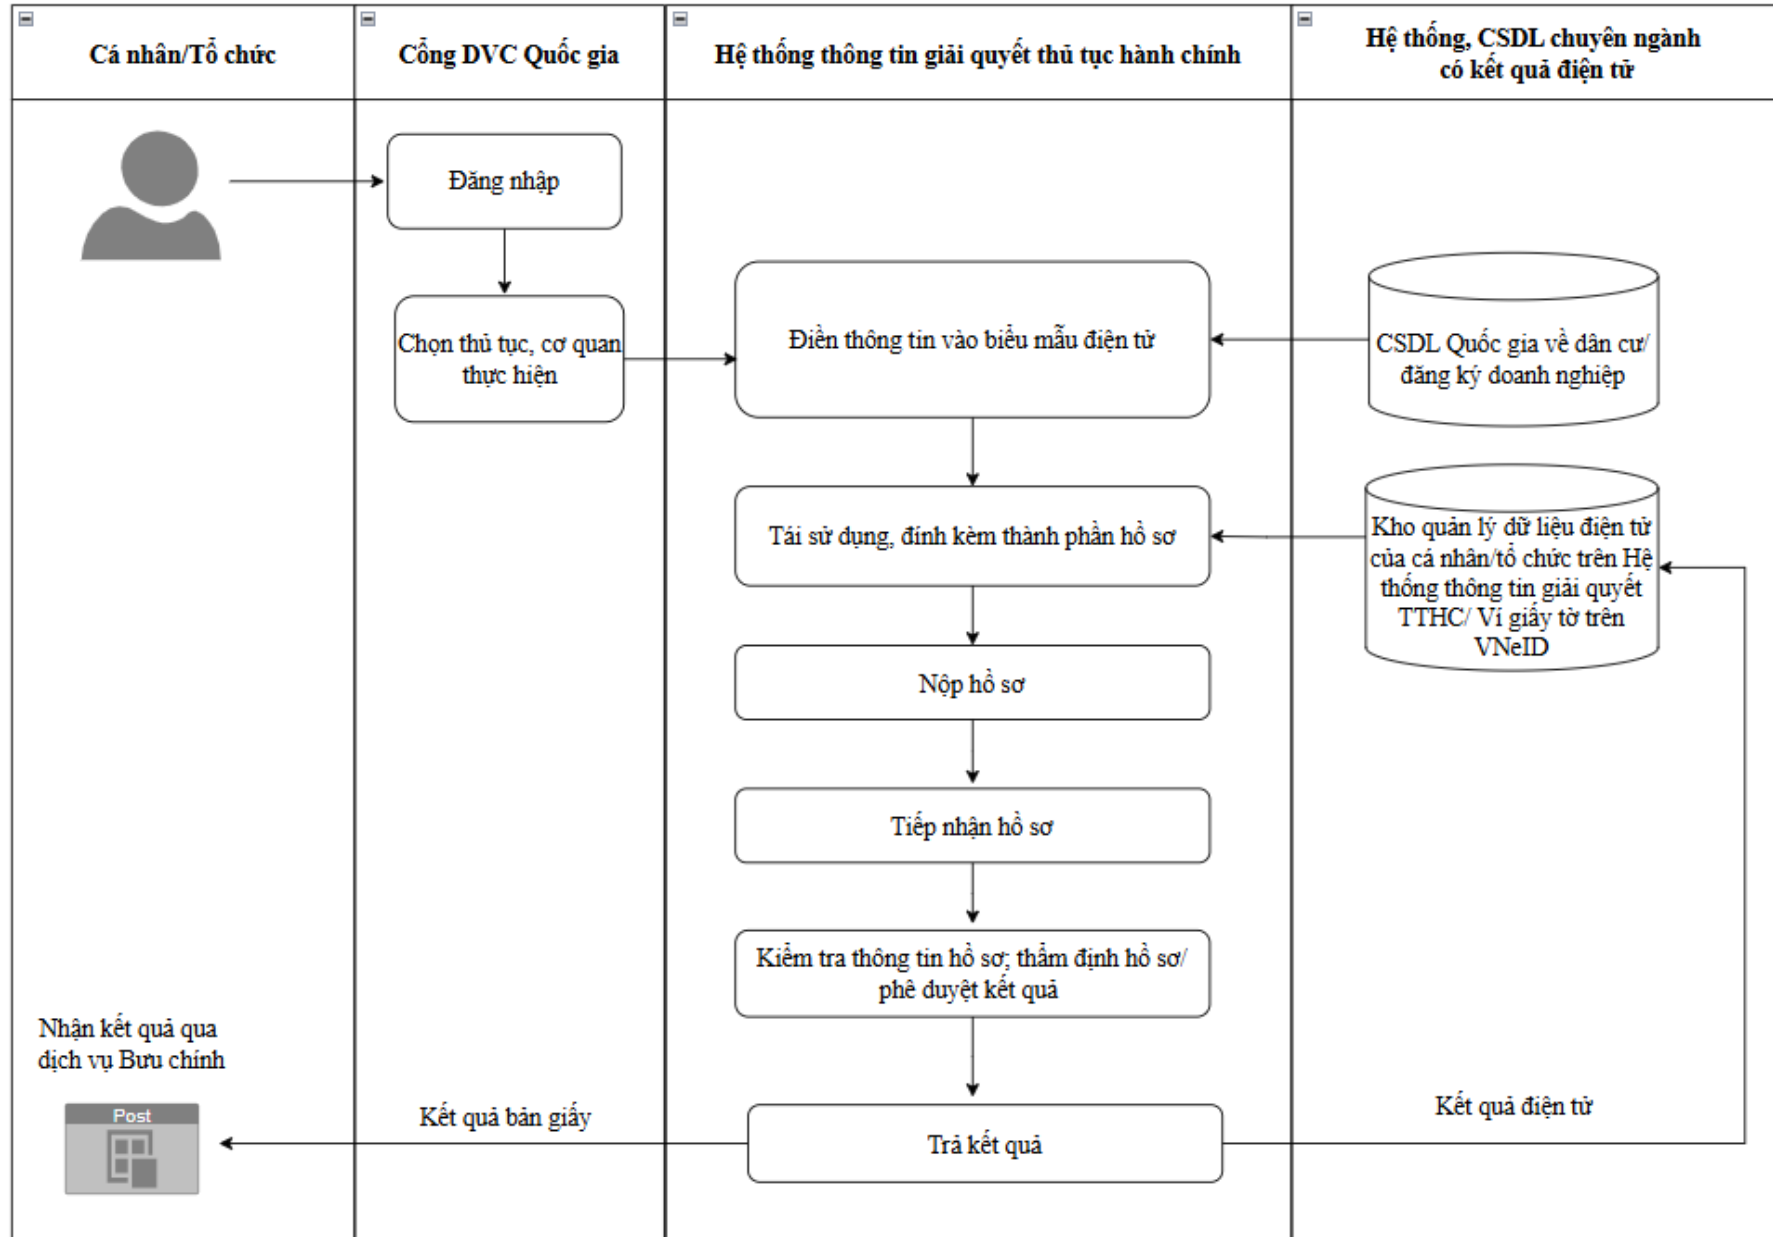 Cá nhân/Tổ chức
Cổng DVC Quốc gia
Hệ thống thông tin giải quyết thủ tục hành chính
Hệ thống, CSDL chuyên ngành
có kết quả điện tử
Đăng nhập
Chọn thủ tục, cơ quan
thực hiện
Điền thông tin vào biểu mẫu điện tử
CSDL Quốc gia về dân cư/
đăng ký doanh nghiệp
Tái sử dụng, đính kèm thành phần hồ sơ
Kho quản lý dữ liệu điện tử
của cá nhân/tổ chức trên Hệ
thống thông tin giải quyết
TTHC/ Ví giấy tờ trên
VNeID
Nộp hồ sơ
Tiếp nhận hồ sơ
Kiểm tra thông tin hồ sơ; thẩm định hồ sơ/
phê duyệt kết quả
Nhận kết quả qua
dịch vụ Bưu chính
Post
Kết quả bản giấy
Trả kết quả
Kết quả điện tử